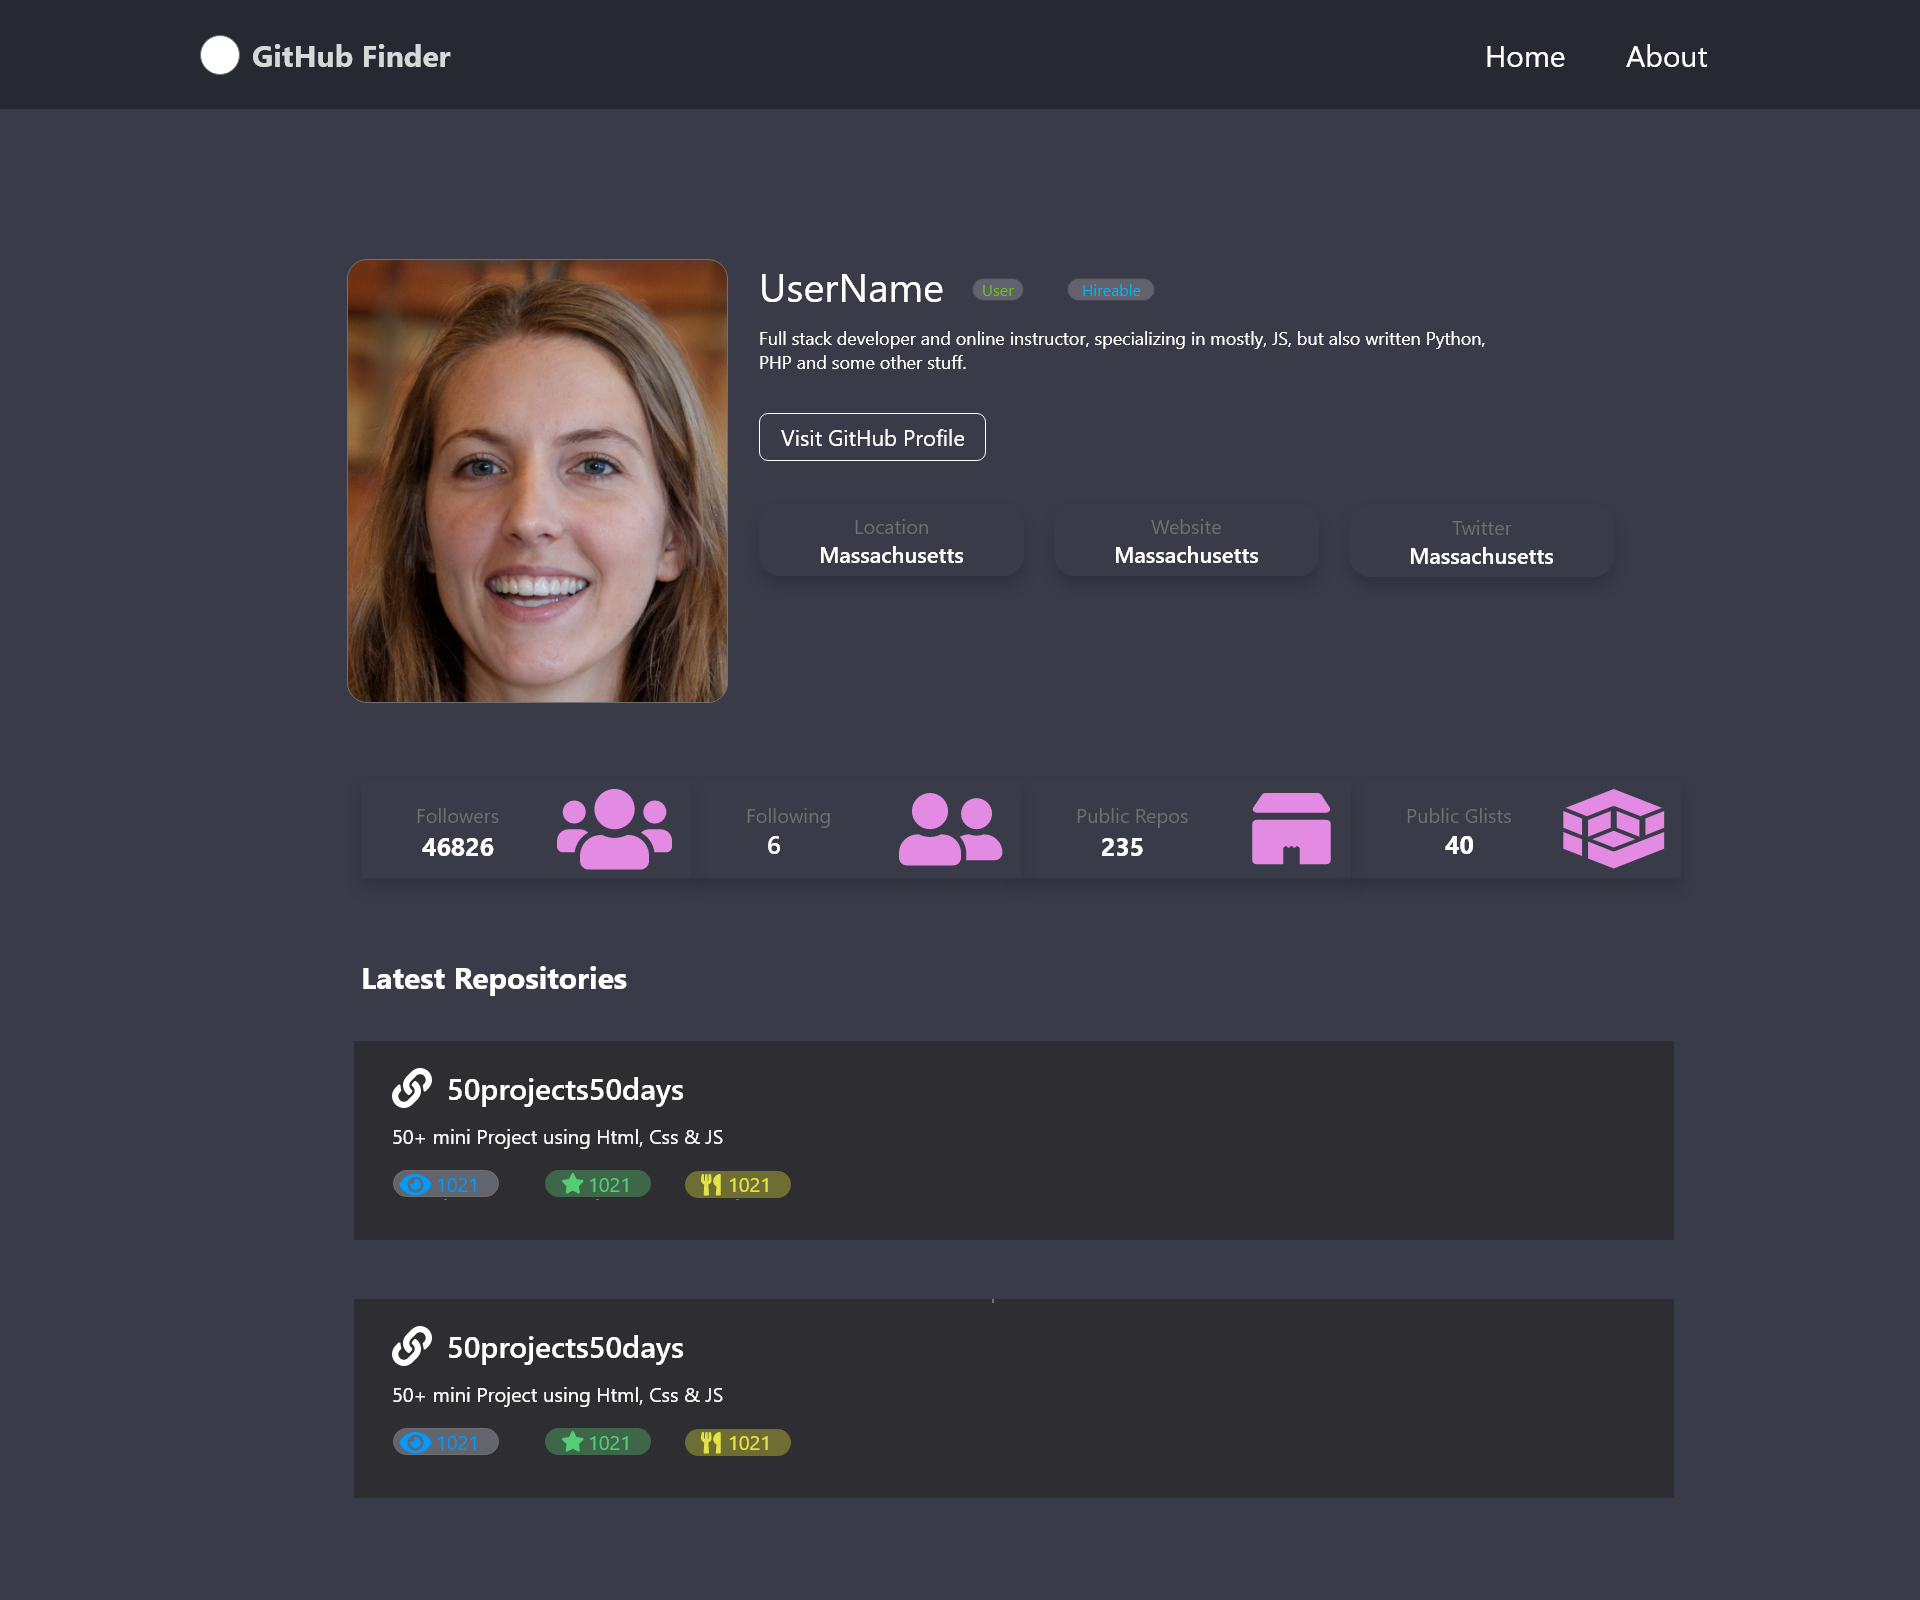 GitHub Finder
Home
About
UserName
User
Hireable
Full stack developer and online instructor, specializing in mostly, JS, but also written Python,
PHP and some other stuff.
Visit GitHub Profile
Location
Massachusetts
Website
Massachusetts
Twitter
Massachusetts
Followers
46826
Following
6
Public Repos
235
Public Glists
40
Latest Repositories
50projects50days
50+ mini Project using Html, Css & JS
1021
1021
1021
50projects50days
50+ mini Project using Html, Css & JS
1021
1021
1021